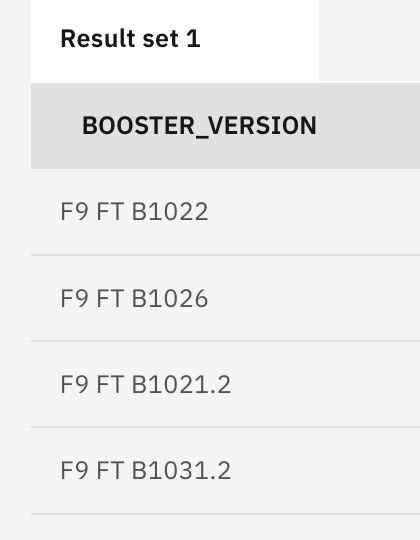 Result set 1
BOOSTER_VERSION
F9 FT B1022
F9 FT B1026
F9 FT B1021.2
F9 FT B1031.2